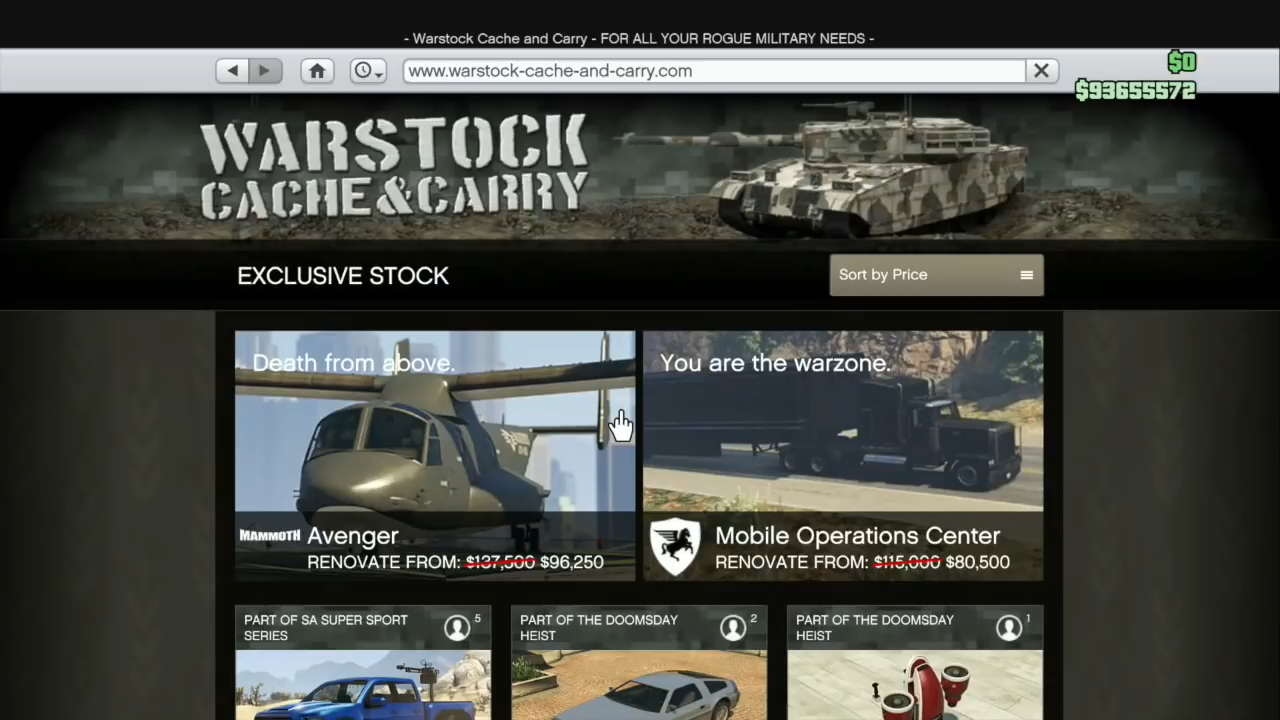 - Warstock Cache and Carry - FOR ALL YOUR ROGUE MILITARY NEEDS -
www.warstock-cache-and-carry.com
$0
$93655572
WARSTOCK
CACHE&CARRY
EXCLUSIVE STOCK
Sort by Price
Death from above.
You are the warzone.
MAMMOTH
Avenger
RENOVATE FROM: $137,500 $96,250
Mobile Operations Center
RENOVATE FROM: $115,000 $80,500
PART OF SA SUPER SPORT
SERIES
5
PART OF THE DOOMSDAY
HEIST
2
PART OF THE DOOMSDAY
HEIST
1